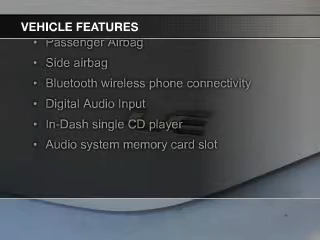 VEHICLE FEATURES
• Passenger Airbag
• Side airbag
• Bluetooth wireless phone connectivity
• Digital Audio Input
• In-Dash single CD player
• Audio system memory card slot